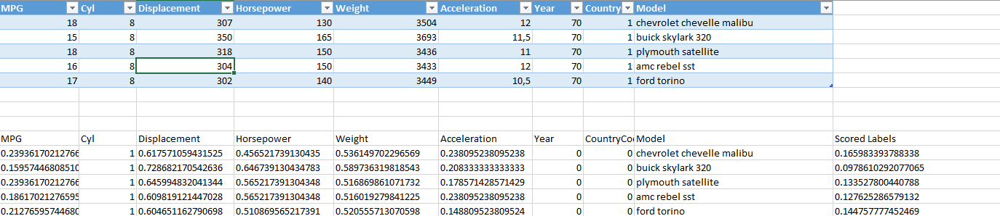 MPG Cyl Displacement Horsepower Weight Acceleration Year Country Model
18 8 307 130 3504 12 70 1 chevrolet chevelle malibu
15 8 350 165 3693 11,5 70 1 buick skylark 320
18 8 318 150 3436 11 70 1 plymouth satellite
16 8 304 150 3433 12 70 1 amc rebel sst
17 8 302 140 3449 10,5 70 1 ford torino
MPG Cyl Displacement Horsepower Weight Acceleration Year CountryCo Model Scored Labels
0.23936170212766 1 0.617571059431525 0.456521739130435 0.536149702296569 0.238095238095238 0 0 chevrolet chevelle malibu 0.165983393788338
0.15957446808510 1 0.728682170542636 0.646739130434783 0.589736319818543 0.208333333333333 0 0 buick skylark 320 0.0978610292077065
0.23936170212766 1 0.645994832041344 0.565217391304348 0.516869861071732 0.178571428571429 0 0 plymouth satellite 0.133527800440788
0.18617021276595 1 0.609819121447028 0.565217391304348 0.516019279841225 0.238095238095238 0 0 amc rebel sst 0.127625286579132
0.21276595744680 1 0.604651162790698 0.510869565217391 0.520555713070598 0.148809523809524 0 0 ford torino 0.144757777452469